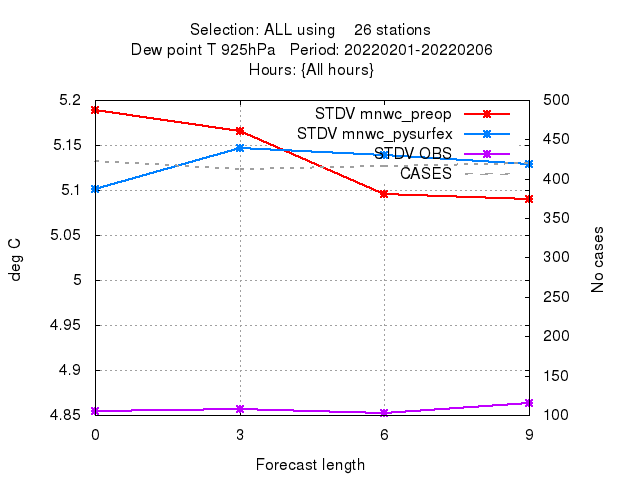 Selection: ALL using 26 stations
Dew point T 925hPa Period: 20220201-20220206
Hours: {All hours}
5.2
5.15
5.1
5.05
5
4.95
4.9
4.85
500
450
400
350
300
250
200
150
100
STDV mnwc_preop
STDV mnwc_pysurfex
STDV OBS
CASES
deg C
No cases
0 3 6 9
Forecast length